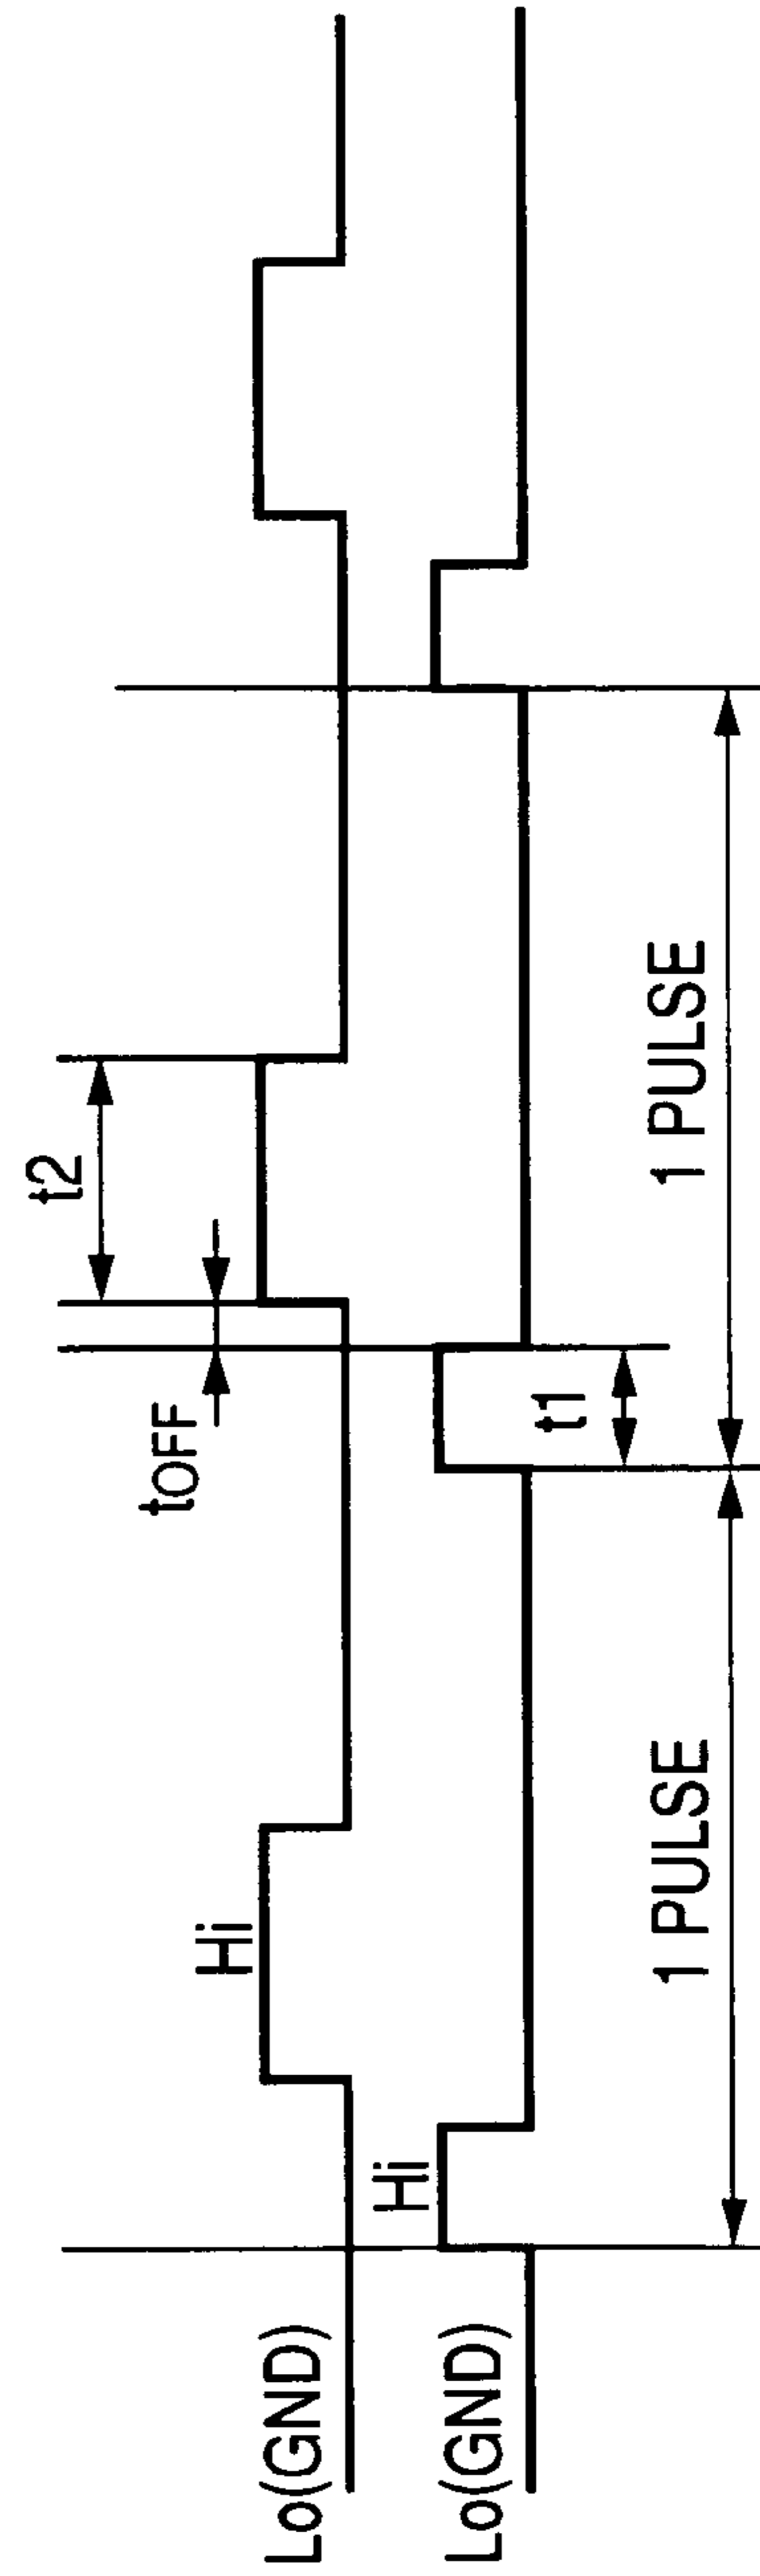 t2
tOFF
Hi
Lo(GND)
Hi
Lo(GND)
t1
1 PULSE
1 PULSE